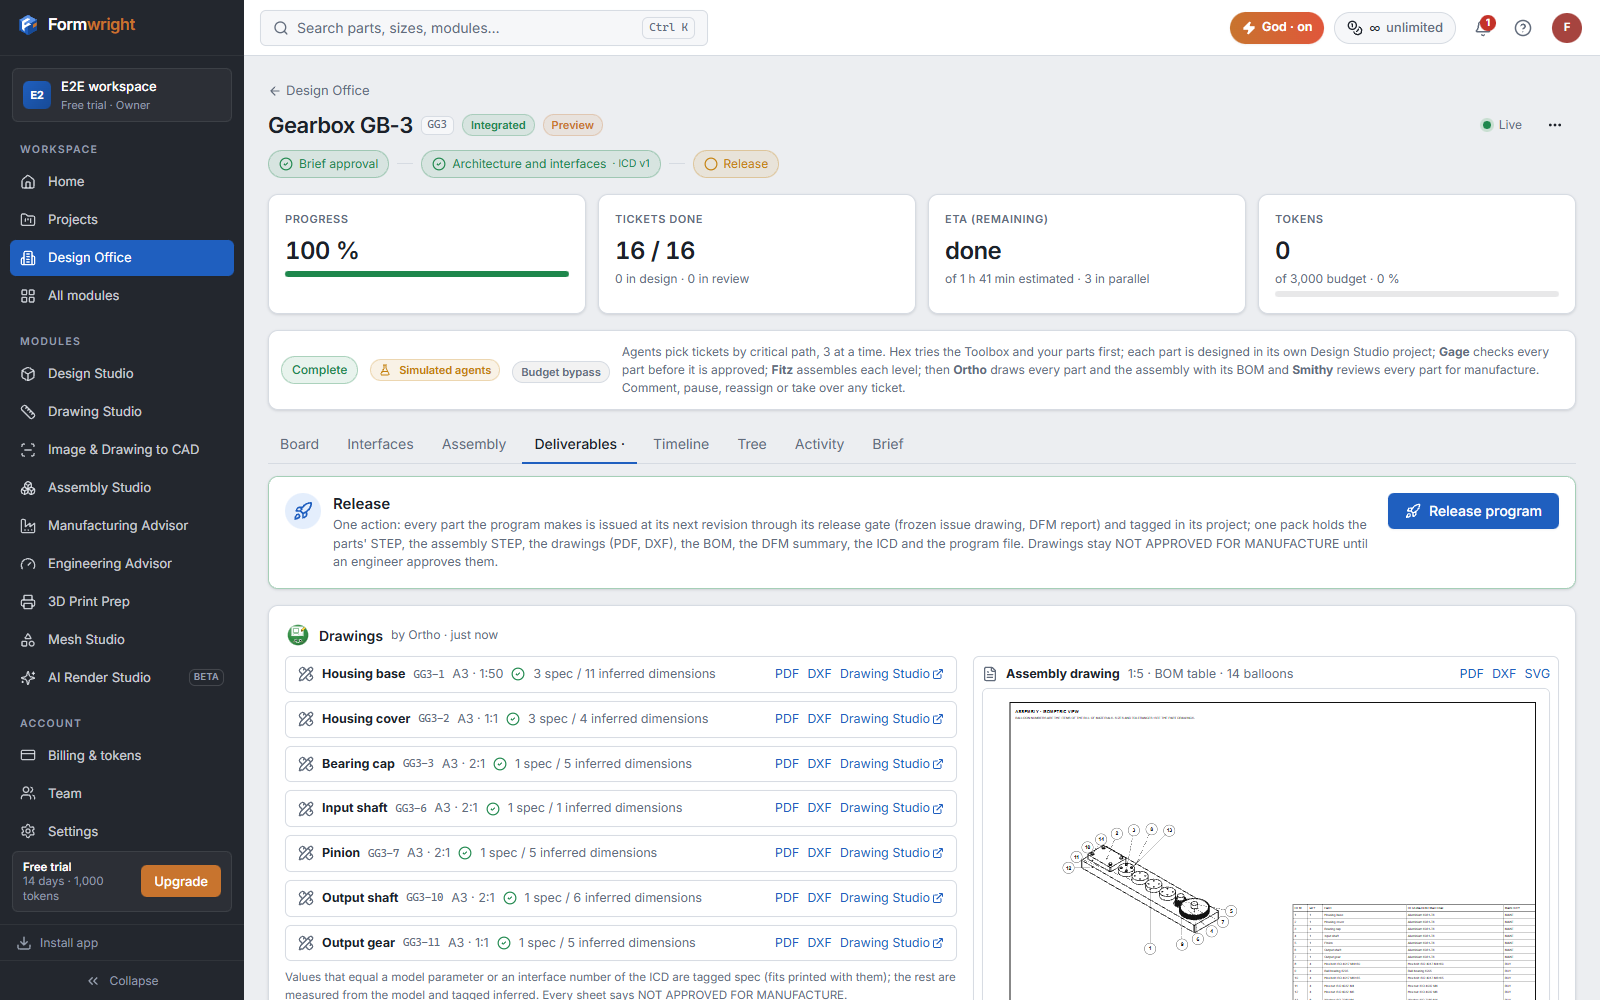 Formwright
Search parts, sizes, modules...
Ctrl K
God · on
∞ unlimited
1
F
E2
E2E workspace
Free trial · Owner
WORKSPACE
Home
Projects
Design Office
All modules
MODULES
Design Studio
Drawing Studio
Image & Drawing to CAD
Assembly Studio
Manufacturing Advisor
Engineering Advisor
3D Print Prep
Mesh Studio
AI Render Studio
BETA
ACCOUNT
Billing & tokens
Team
Settings
Free trial
14 days · 1,000
tokens
Upgrade
Install app
Collapse
Design Office
Gearbox GB-3
GG3
Integrated
Preview
Live
Brief approval
Architecture and interfaces · ICD v1
Release
PROGRESS
100 %
TICKETS DONE
16 / 16
0 in design · 0 in review
ETA (REMAINING)
done
of 1 h 41 min estimated · 3 in parallel
TOKENS
0
of 3,000 budget · 0 %
Complete
Simulated agents
Budget bypass
Agents pick tickets by critical path, 3 at a time. Hex tries the Toolbox and your parts first; each part is designed in its own Design Studio project; Gage checks every
part before it is approved; Fitz assembles each level; then Ortho draws every part and the assembly with its BOM and Smithy reviews every part for manufacture.
Comment, pause, reassign or take over any ticket.
Board
Interfaces
Assembly
Deliverables ·
Timeline
Tree
Activity
Brief
Release
One action: every part the program makes is issued at its next revision through its release gate (frozen issue drawing, DFM report) and tagged in its project; one pack holds the
parts' STEP, the assembly STEP, the drawings (PDF, DXF), the BOM, the DFM summary, the ICD and the program file. Drawings stay NOT APPROVED FOR MANUFACTURE until
an engineer approves them.
Release program
Drawings by Ortho · just now
Housing base GG3-1 A3 · 1:50 3 spec / 11 inferred dimensions PDF DXF Drawing Studio
Housing cover GG3-2 A3 · 1:1 3 spec / 4 inferred dimensions PDF DXF Drawing Studio
Bearing cap GG3-3 A3 · 2:1 1 spec / 5 inferred dimensions PDF DXF Drawing Studio
Input shaft GG3-6 A3 · 2:1 1 spec / 1 inferred dimensions PDF DXF Drawing Studio
Pinion GG3-7 A3 · 2:1 1 spec / 5 inferred dimensions PDF DXF Drawing Studio
Output shaft GG3-10 A3 · 2:1 1 spec / 6 inferred dimensions PDF DXF Drawing Studio
Output gear GG3-11 A3 · 1:1 1 spec / 5 inferred dimensions PDF DXF Drawing Studio
Values that equal a model parameter or an interface number of the ICD are tagged spec (fits printed with them); the rest are
measured from the model and tagged inferred. Every sheet says NOT APPROVED FOR MANUFACTURE.
Assembly drawing 1:5 · BOM table · 14 balloons
PDF DXF SVG
ASSEMBLY - ISOMETRIC VIEW